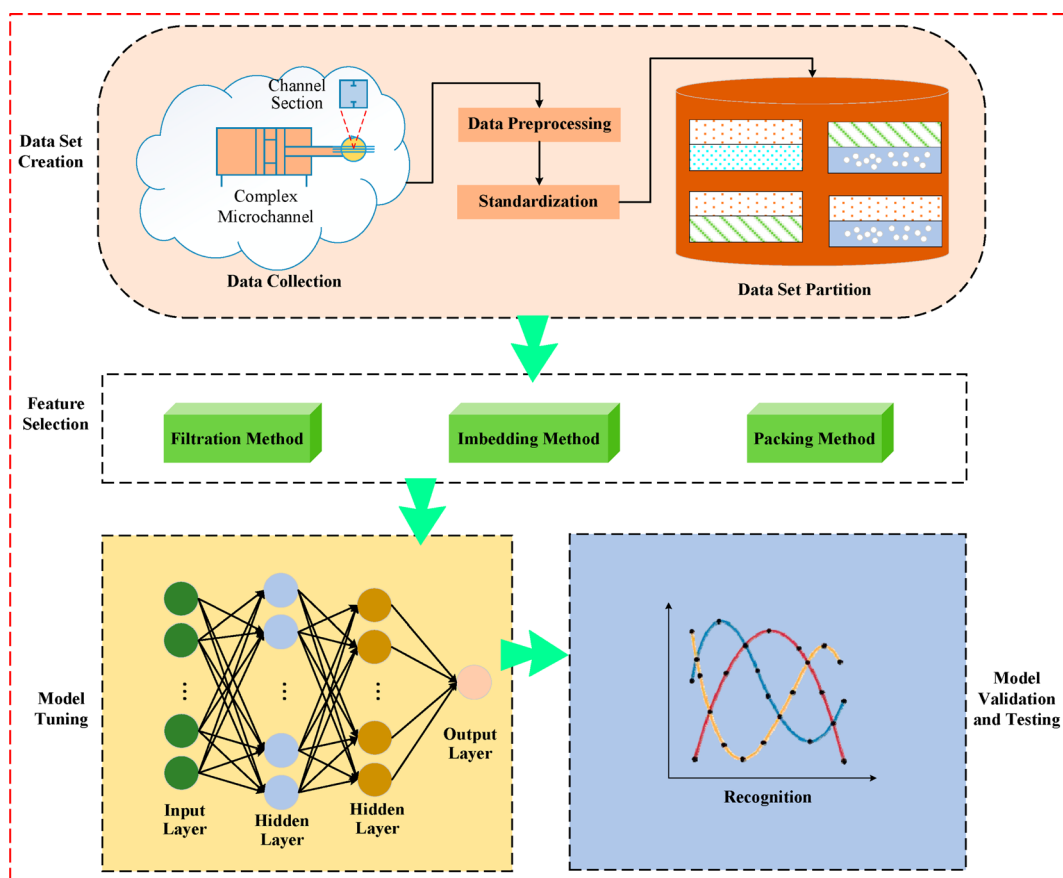 Data Set
Creation
Channel
Section
Complex
Microchannel
Data Collection
Data Preprocessing
Standardization
Data Set Partition
Feature
Selection
Filtration Method
Imbedding Method
Packing Method
Model
Tuning
...
...
...
...
...
...
Input
Layer
Hidden
Layer
Hidden
Layer
Output
Layer
Recognition
Model
Validation
and Testing